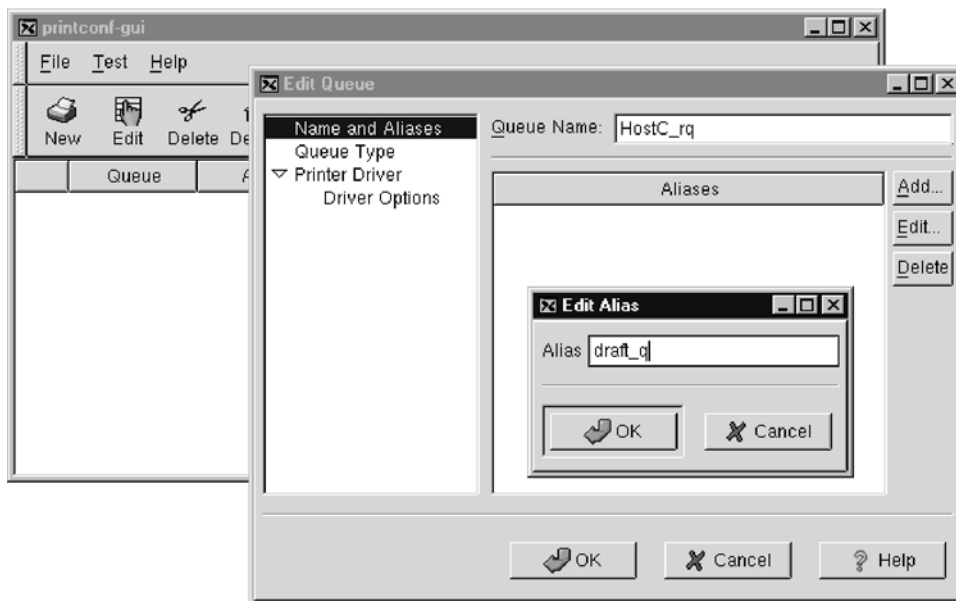 printconf-gui
File Test Help
New Edit Delete De
Queue A
Edit Queue
Name and Aliases
Queue Type
Printer Driver
Driver Options
Queue Name: HostC_rq
Aliases
Add...
Edit...
Delete
Edit Alias
Alias draft_q
OK Cancel
OK Cancel Help